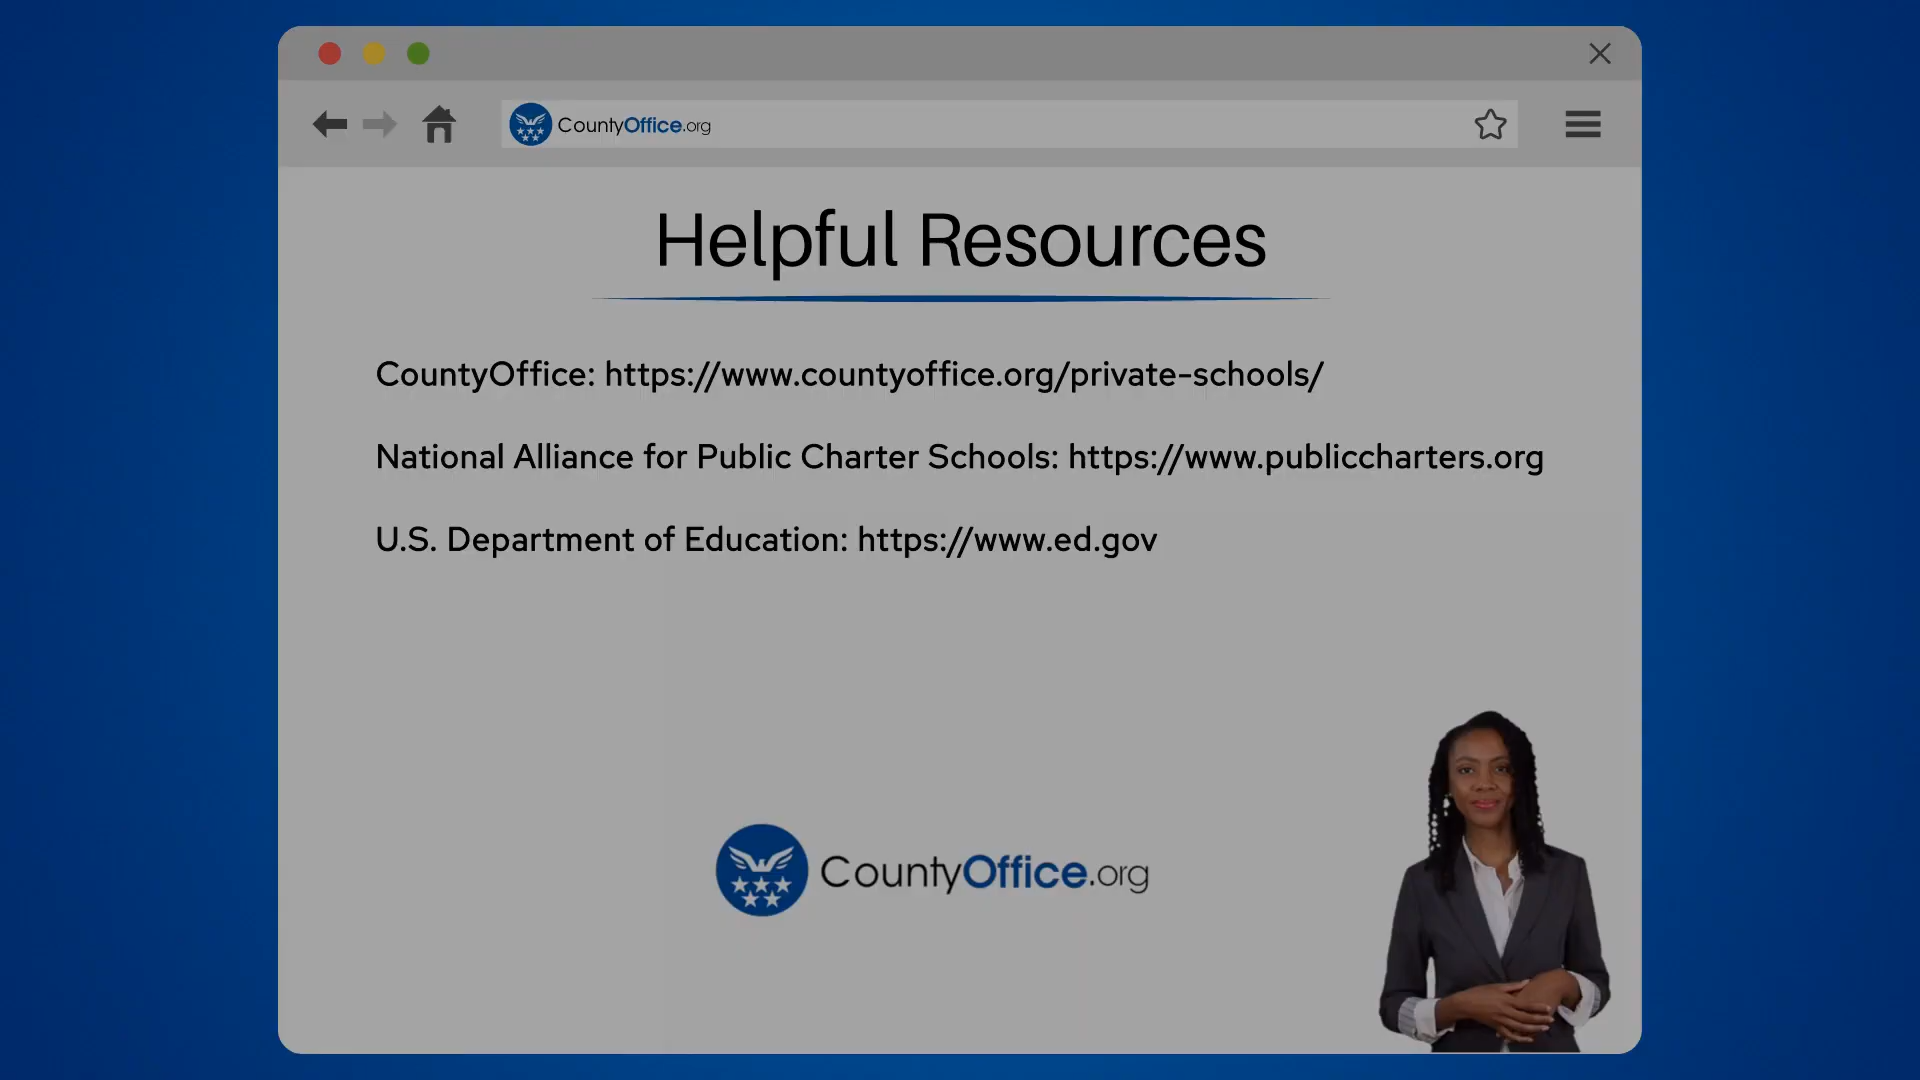 CountyOffice.org
Helpful Resources
CountyOffice: https://www.countyoffice.org/private-schools/
National Alliance for Public Charter Schools: https://www.publiccharters.org
U.S. Department of Education: https://www.ed.gov
CountyOffice.org